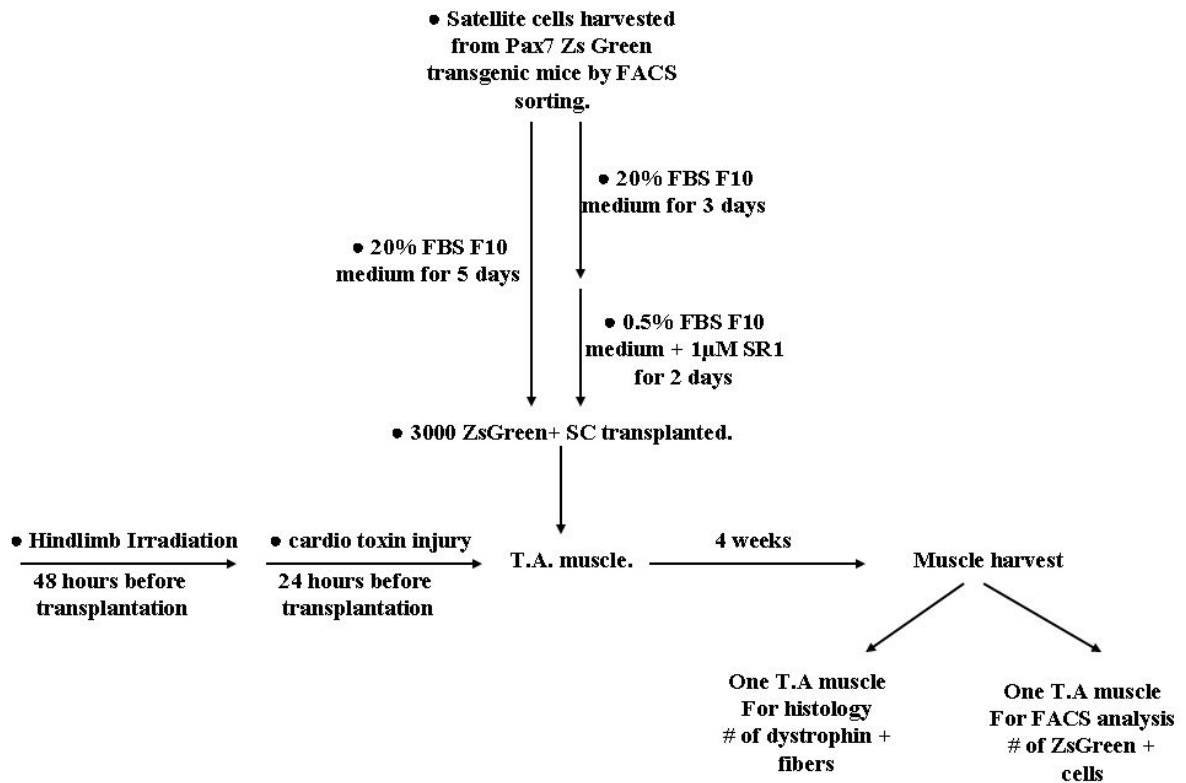 ● Satellite cells harvested
from Pax7 Zs Green
transgenic mice by FACS
sorting.
● 20% FBS F10
medium for 3 days
● 20% FBS F10
medium for 5 days
● 0.5% FBS F10
medium + 1µM SR1
for 2 days
● 3000 ZsGreen+ SC transplanted.
● Hindlimb Irradiation
48 hours before
transplantation
● cardio toxin injury
24 hours before
transplantation
T.A. muscle.
4 weeks
Muscle harvest
One T.A muscle
For histology
# of dystrophin +
fibers
One T.A muscle
For FACS analysis
# of ZsGreen +
cells